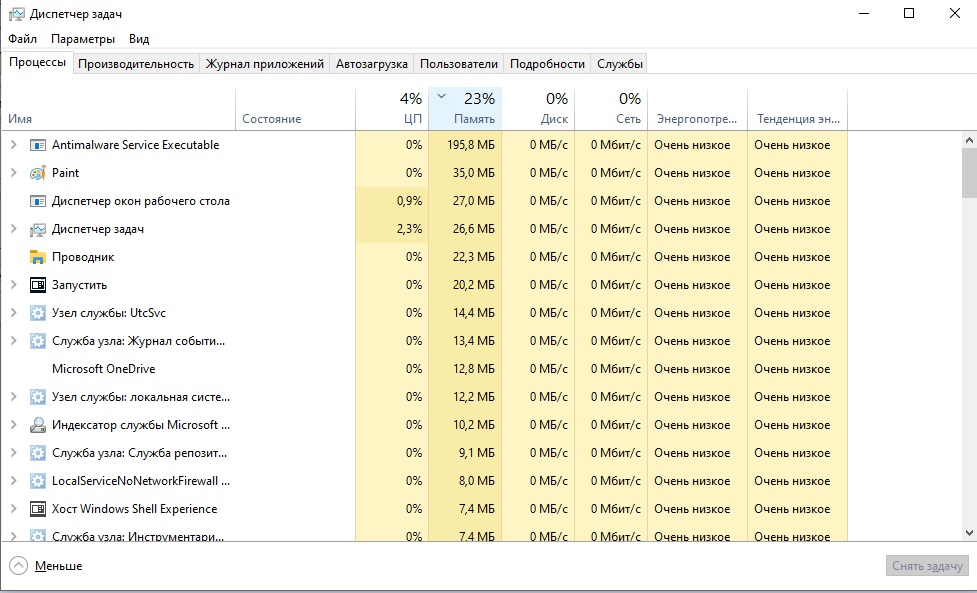 Диспетчер задач
Файл Параметры Вид
Процессы Производительность Журнал приложений Автозагрузка Пользователи Подробности Службы
4% 23% 0% 0%
Имя Состояние ЦП Память Диск Сеть Энергопотре... Тенденция эн...
Antimalware Service Executable 0% 195,8 МБ 0 МБ/с 0 Мбит/с Очень низкое Очень низкое
Paint 0% 35,0 МБ 0 МБ/с 0 Мбит/с Очень низкое Очень низкое
Диспетчер окон рабочего стола 0,9% 27,0 МБ 0 МБ/с 0 Мбит/с Очень низкое Очень низкое
Диспетчер задач 2,3% 26,6 МБ 0 МБ/с 0 Мбит/с Очень низкое Очень низкое
Проводник 0% 22,3 МБ 0 МБ/с 0 Мбит/с Очень низкое Очень низкое
Запустить 0% 20,2 МБ 0 МБ/с 0 Мбит/с Очень низкое Очень низкое
Узел службы: UtcSvc 0% 14,4 МБ 0 МБ/с 0 Мбит/с Очень низкое Очень низкое
Служба узла: Журнал событи... 0% 13,4 МБ 0 МБ/с 0 Мбит/с Очень низкое Очень низкое
Microsoft OneDrive 0% 12,8 МБ 0 МБ/с 0 Мбит/с Очень низкое Очень низкое
Узел службы: локальная систе... 0% 12,2 МБ 0 МБ/с 0 Мбит/с Очень низкое Очень низкое
Индексатор службы Microsoft ... 0% 10,2 МБ 0 МБ/с 0 Мбит/с Очень низкое Очень низкое
Служба узла: Служба репозит... 0% 9,1 МБ 0 МБ/с 0 Мбит/с Очень низкое Очень низкое
LocalServiceNoNetworkFirewall ... 0% 8,0 МБ 0 МБ/с 0 Мбит/с Очень низкое Очень низкое
Хост Windows Shell Experience 0% 7,4 МБ 0 МБ/с 0 Мбит/с Очень низкое Очень низкое
Служба узла: Инструментари... 0% 7,4 МБ 0 МБ/с 0 Мбит/с Очень низкое Очень низкое
Меньше Снять задачу